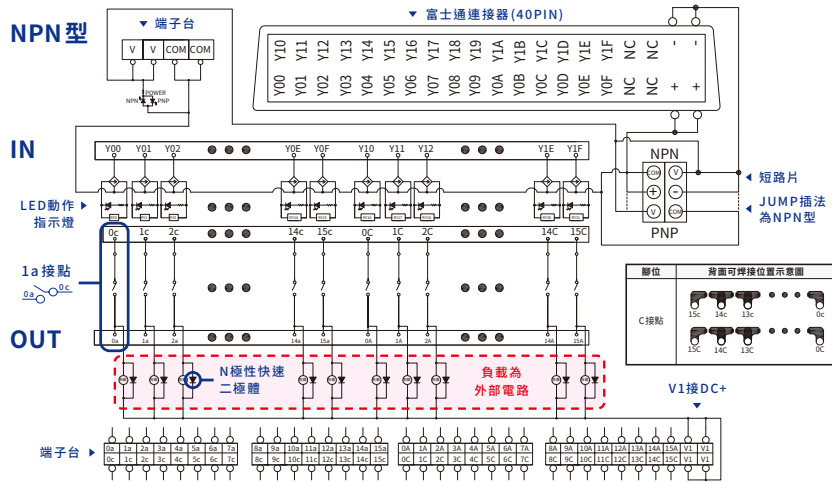 NPN型
端子台
V V COM COM
POWER
NPN PNP
富士通連接器(40PIN)
Y10 Y11 Y12 Y13 Y14 Y15 Y16 Y17 Y18 Y19 Y1A Y1B Y1C Y1D Y1E Y1F NC NC - -
Y00 Y01 Y02 Y03 Y04 Y05 Y06 Y07 Y08 Y09 Y0A Y0B Y0C Y0D Y0E Y0F NC NC + +
IN
Y00 Y01 Y02 Y0E Y0F Y10 Y11 Y12 Y1E Y1F
LED動作
指示燈
NPN
COM V
+ -
V COM
PNP
短路片
JUMP插法
為NPN型
0c 1c 2c 14c 15c 0C 1C 2C 14C 15C
1a接點
0a 0c
腳位 背面可焊接位置示意圖
C接點
15c 14c 13c 0c
15C 14C 13C 0C
OUT
0a 1a 2a 14a 15a 0A 1A 2A 14A 15A
N極性快速
二極體
負載為
外部電路
V1接DC+
端子台
0a 1a 2a 3a 4a 5a 6a 7a 8a 9a 10a 11a 12a 13a 14a 15a 0A 1A 2A 3A 4A 5A 6A 7A 8A 9A 10A 11A 12A 13A 14A 15A V1 V1
0c 1c 2c 3c 4c 5c 6c 7c 8c 9c 10c 11c 12c 13c 14c 15c 0C 1C 2C 3C 4C 5C 6C 7C 8C 9C 10C 11C 12C 13C 14C 15C V1 V1